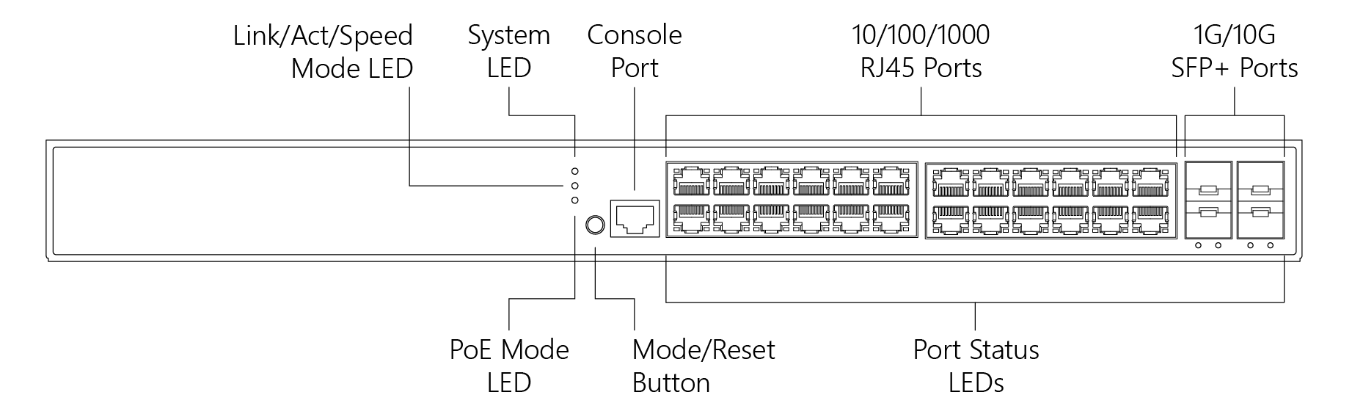 Link/Act/Speed
Mode LED
System
LED
Console
Port
10/100/1000
RJ45 Ports
1G/10G
SFP+ Ports
PoE Mode
LED
Mode/Reset
Button
Port Status
LEDs